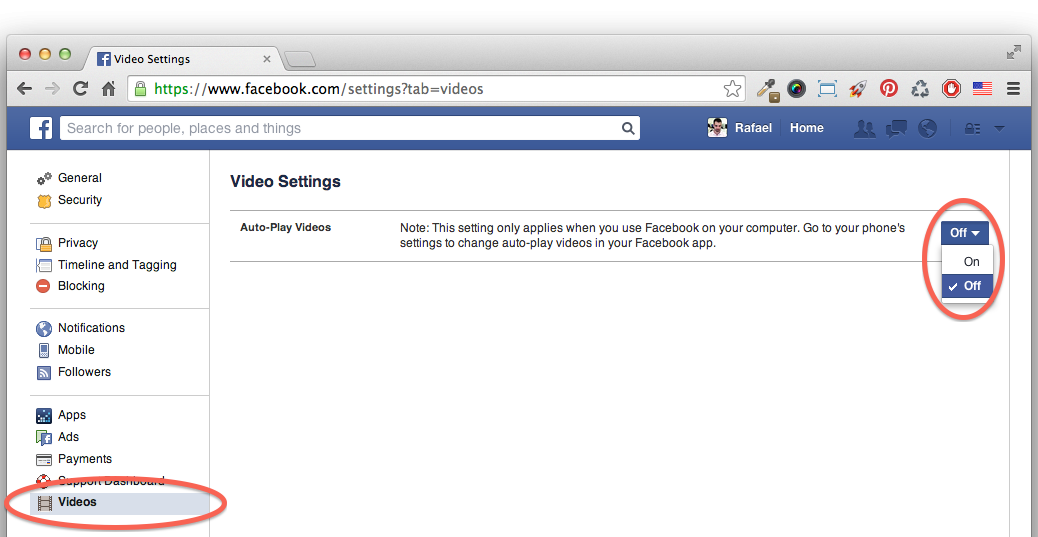 Video Settings
https://www.facebook.com/settings?tab=videos
Search for people, places and things
Rafael
Home
General
Security
Privacy
Timeline and Tagging
Blocking
Notifications
Mobile
Followers
Apps
Ads
Payments
Support Dashboard
Videos
Video Settings
Auto-Play Videos
Note: This setting only applies when you use Facebook on your computer. Go to your phone's
settings to change auto-play videos in your Facebook app.
Off
On
Off